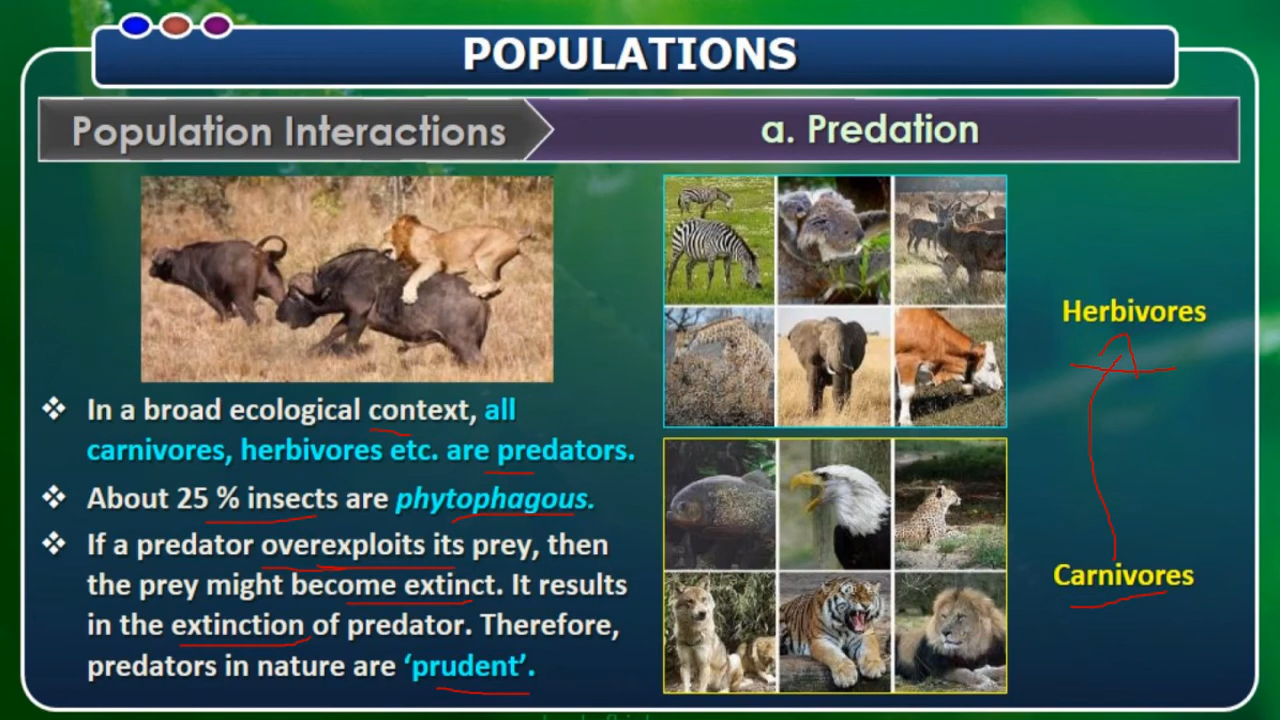 POPULATIONS
Population Interactions
a. Predation
❖ In a broad ecological context, all
carnivores, herbivores etc. are predators.
❖ About 25 % insects are phytophagous.
❖ If a predator overexploits its prey, then
the prey might become extinct. It results
in the extinction of predator. Therefore,
predators in nature are ‘prudent’.
Herbivores
Carnivores